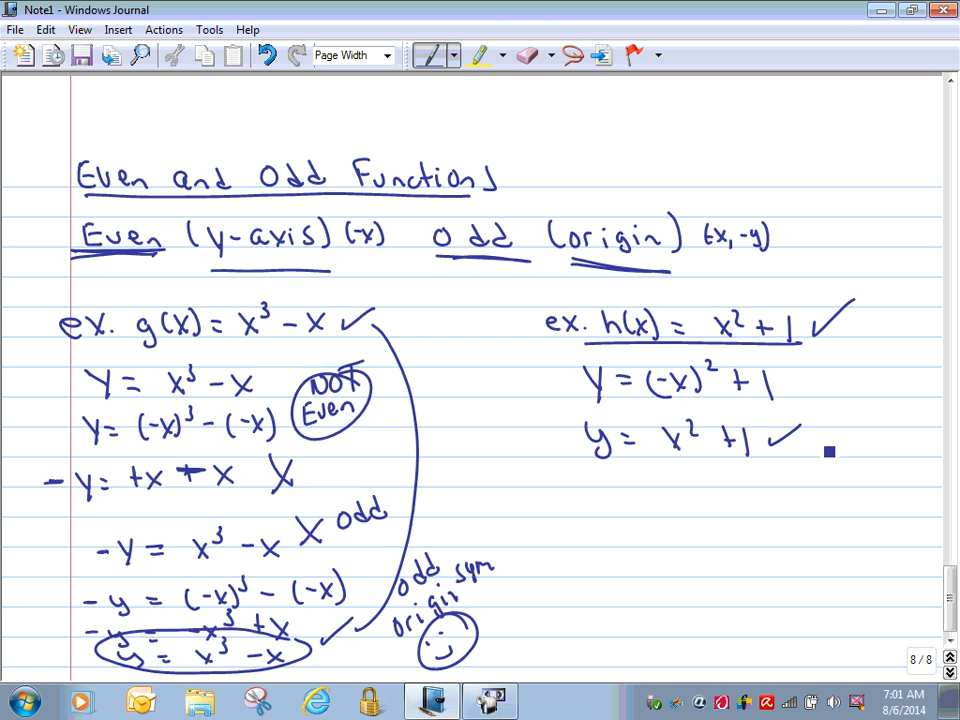 Note1 - Windows Journal
File Edit View Insert Actions Tools Help
Page Width
Even and Odd Functions
Even (y-axis) (-x) Odd (origin) (-x, -y)
ex. g(x) = x³ - x ✓
y = x³ - x
NOT
Even
y = (-x)³ - (-x)
- y = +x + x X
- y = x³ - x X odd
- y = (-x)³ - (-x)
- x³ + x
y = x³ - x ✓
odd sym
origin
ex. h(x) = x² + 1 ✓
y = (-x)² + 1
y = x² + 1 ✓
8 / 8
7:01 AM
8/6/2014